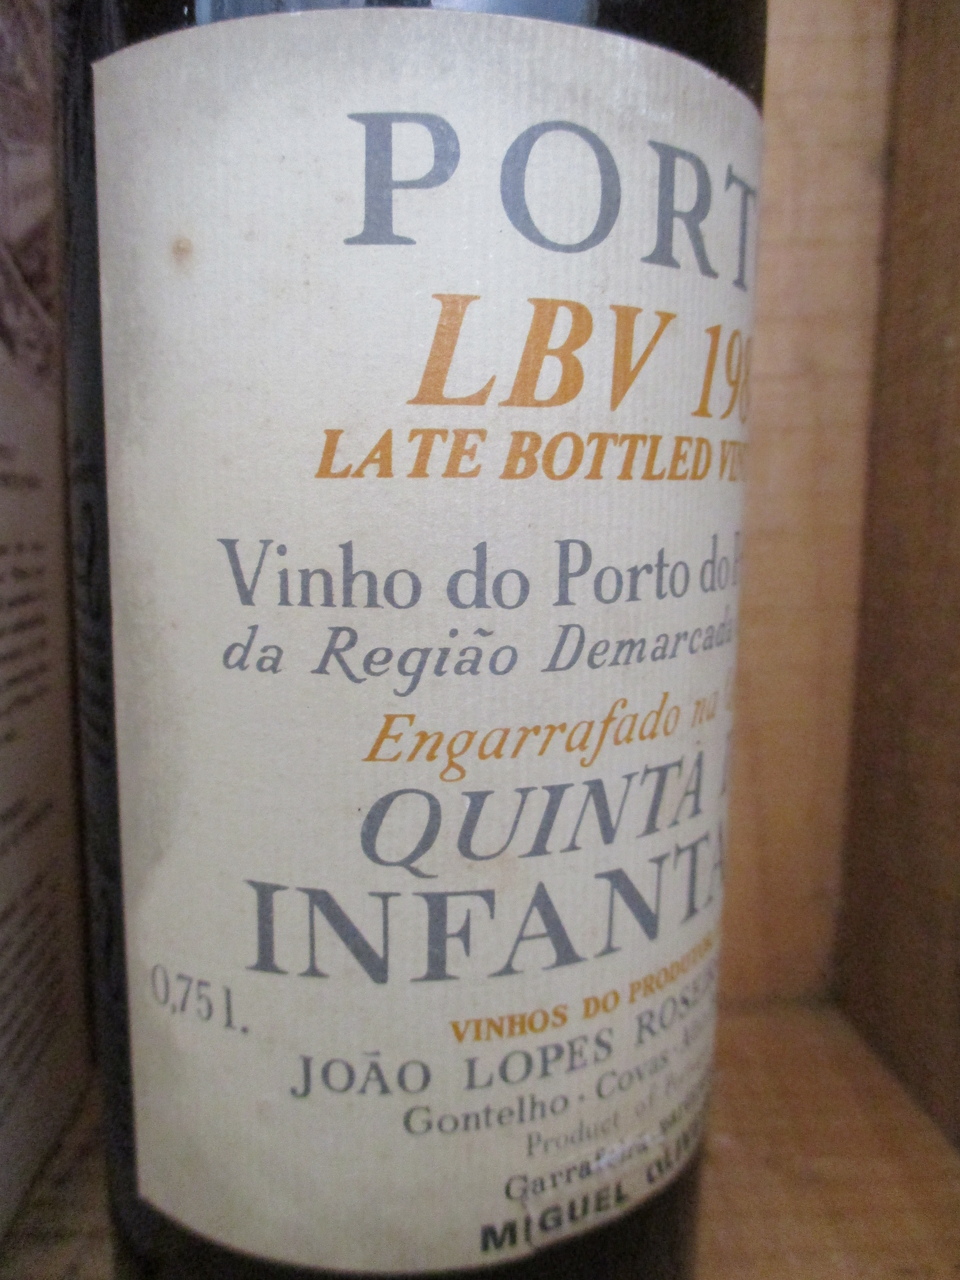 PORT
LBV 198
LATE BOTTLED
Vinho do Porto do
da Região Demarcada
Engarrafado na
QUINTA
INFANTA
0,75 l.
VINHOS DO PRODUTOR
JOÃO LOPES
Gontelho · Covas
Product of
Garrafeira
MIGUEL